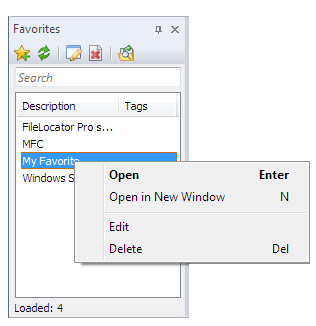 Favorites
Search
Description Tags
FileLocator Pro s...
MFC
My Favorite
Windows S
Open Enter
Open in New Window N
Edit
Delete Del
Loaded: 4